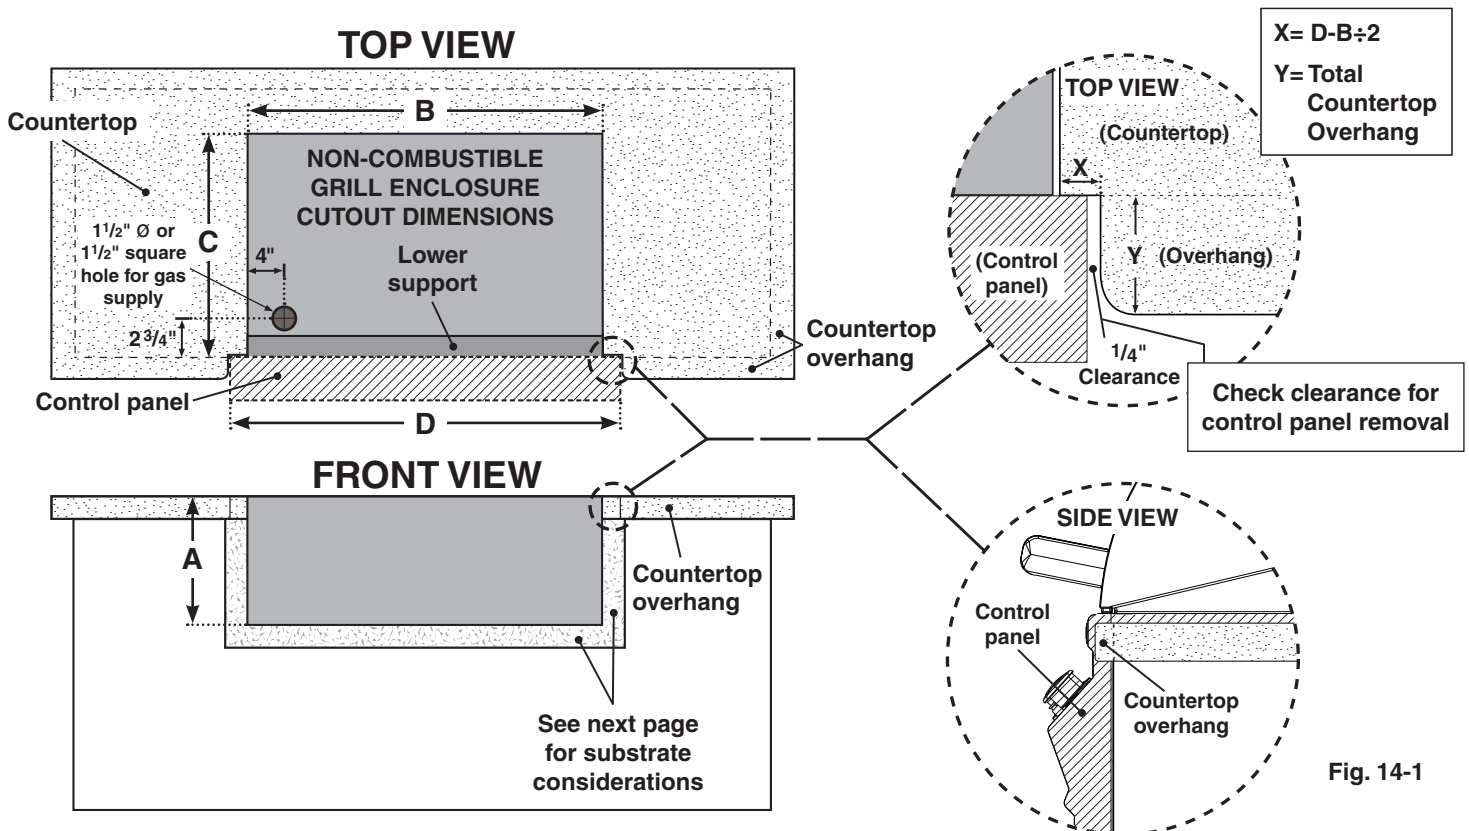 TOP VIEW
Countertop
B
NON-COMBUSTIBLE
GRILL ENCLOSURE
CUTOUT DIMENSIONS
1 1/2" Ø or
1 1/2" square
hole for gas
supply
C
4"
Lower
support
2 3/4"
Control panel
D
Countertop
overhang
X= D-B÷2
Y= Total
Countertop
Overhang
TOP VIEW
(Countertop)
X
(Control
panel)
Y
(Overhang)
1/4"
Clearance
Check clearance for
control panel removal
FRONT VIEW
A
Countertop
overhang
See next page
for substrate
considerations
SIDE VIEW
Control
panel
Countertop
overhang
Fig. 14-1